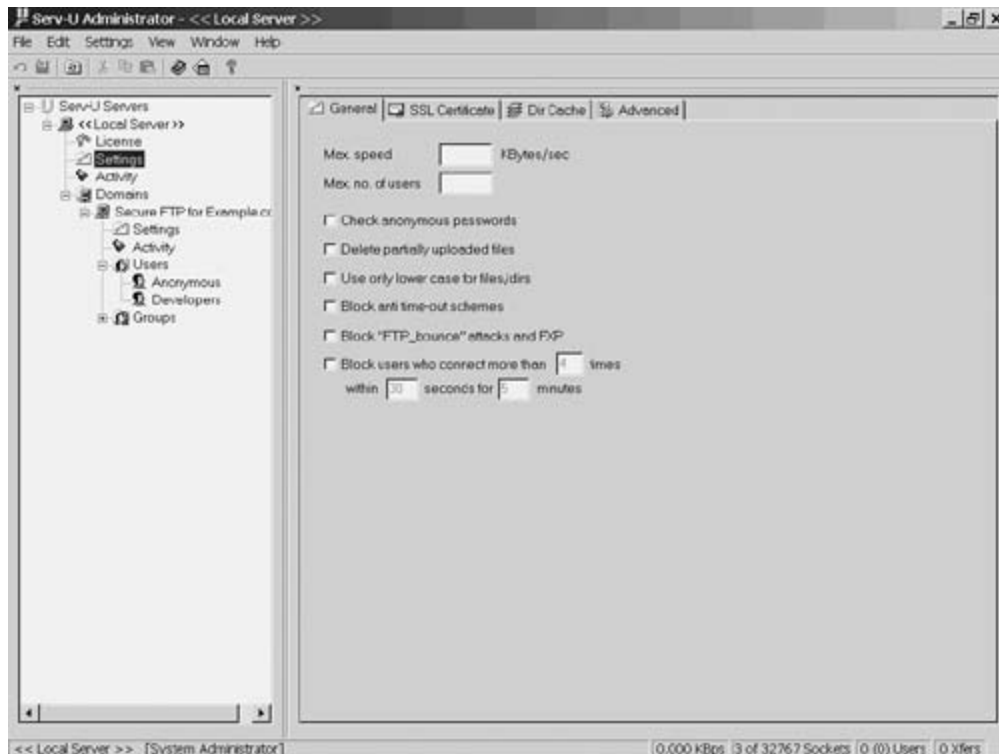 Serv-U Administrator - << Local Server >>
File Edit Settings View Window Help
Serv-U Servers
<< Local Server >>
License
Settings
Activity
Domains
Secure FTP for Example.co
Settings
Activity
Users
Anonymous
Developers
Groups
General SSL Certificate Dir Cache Advanced
Max. speed KBytes/sec
Max. no. of users
Check anonymous passwords
Delete partially uploaded files
Use only lower case for files/dirs
Block anti time-out schemes
Block "FTP_bounce" attacks and FXP
Block users who connect more than 4 times
within 30 seconds for 5 minutes
<< Local Server >> [System Administrator] 0.000 KBps 3 of 32767 Sockets 0 (0) Users 0 Xfers